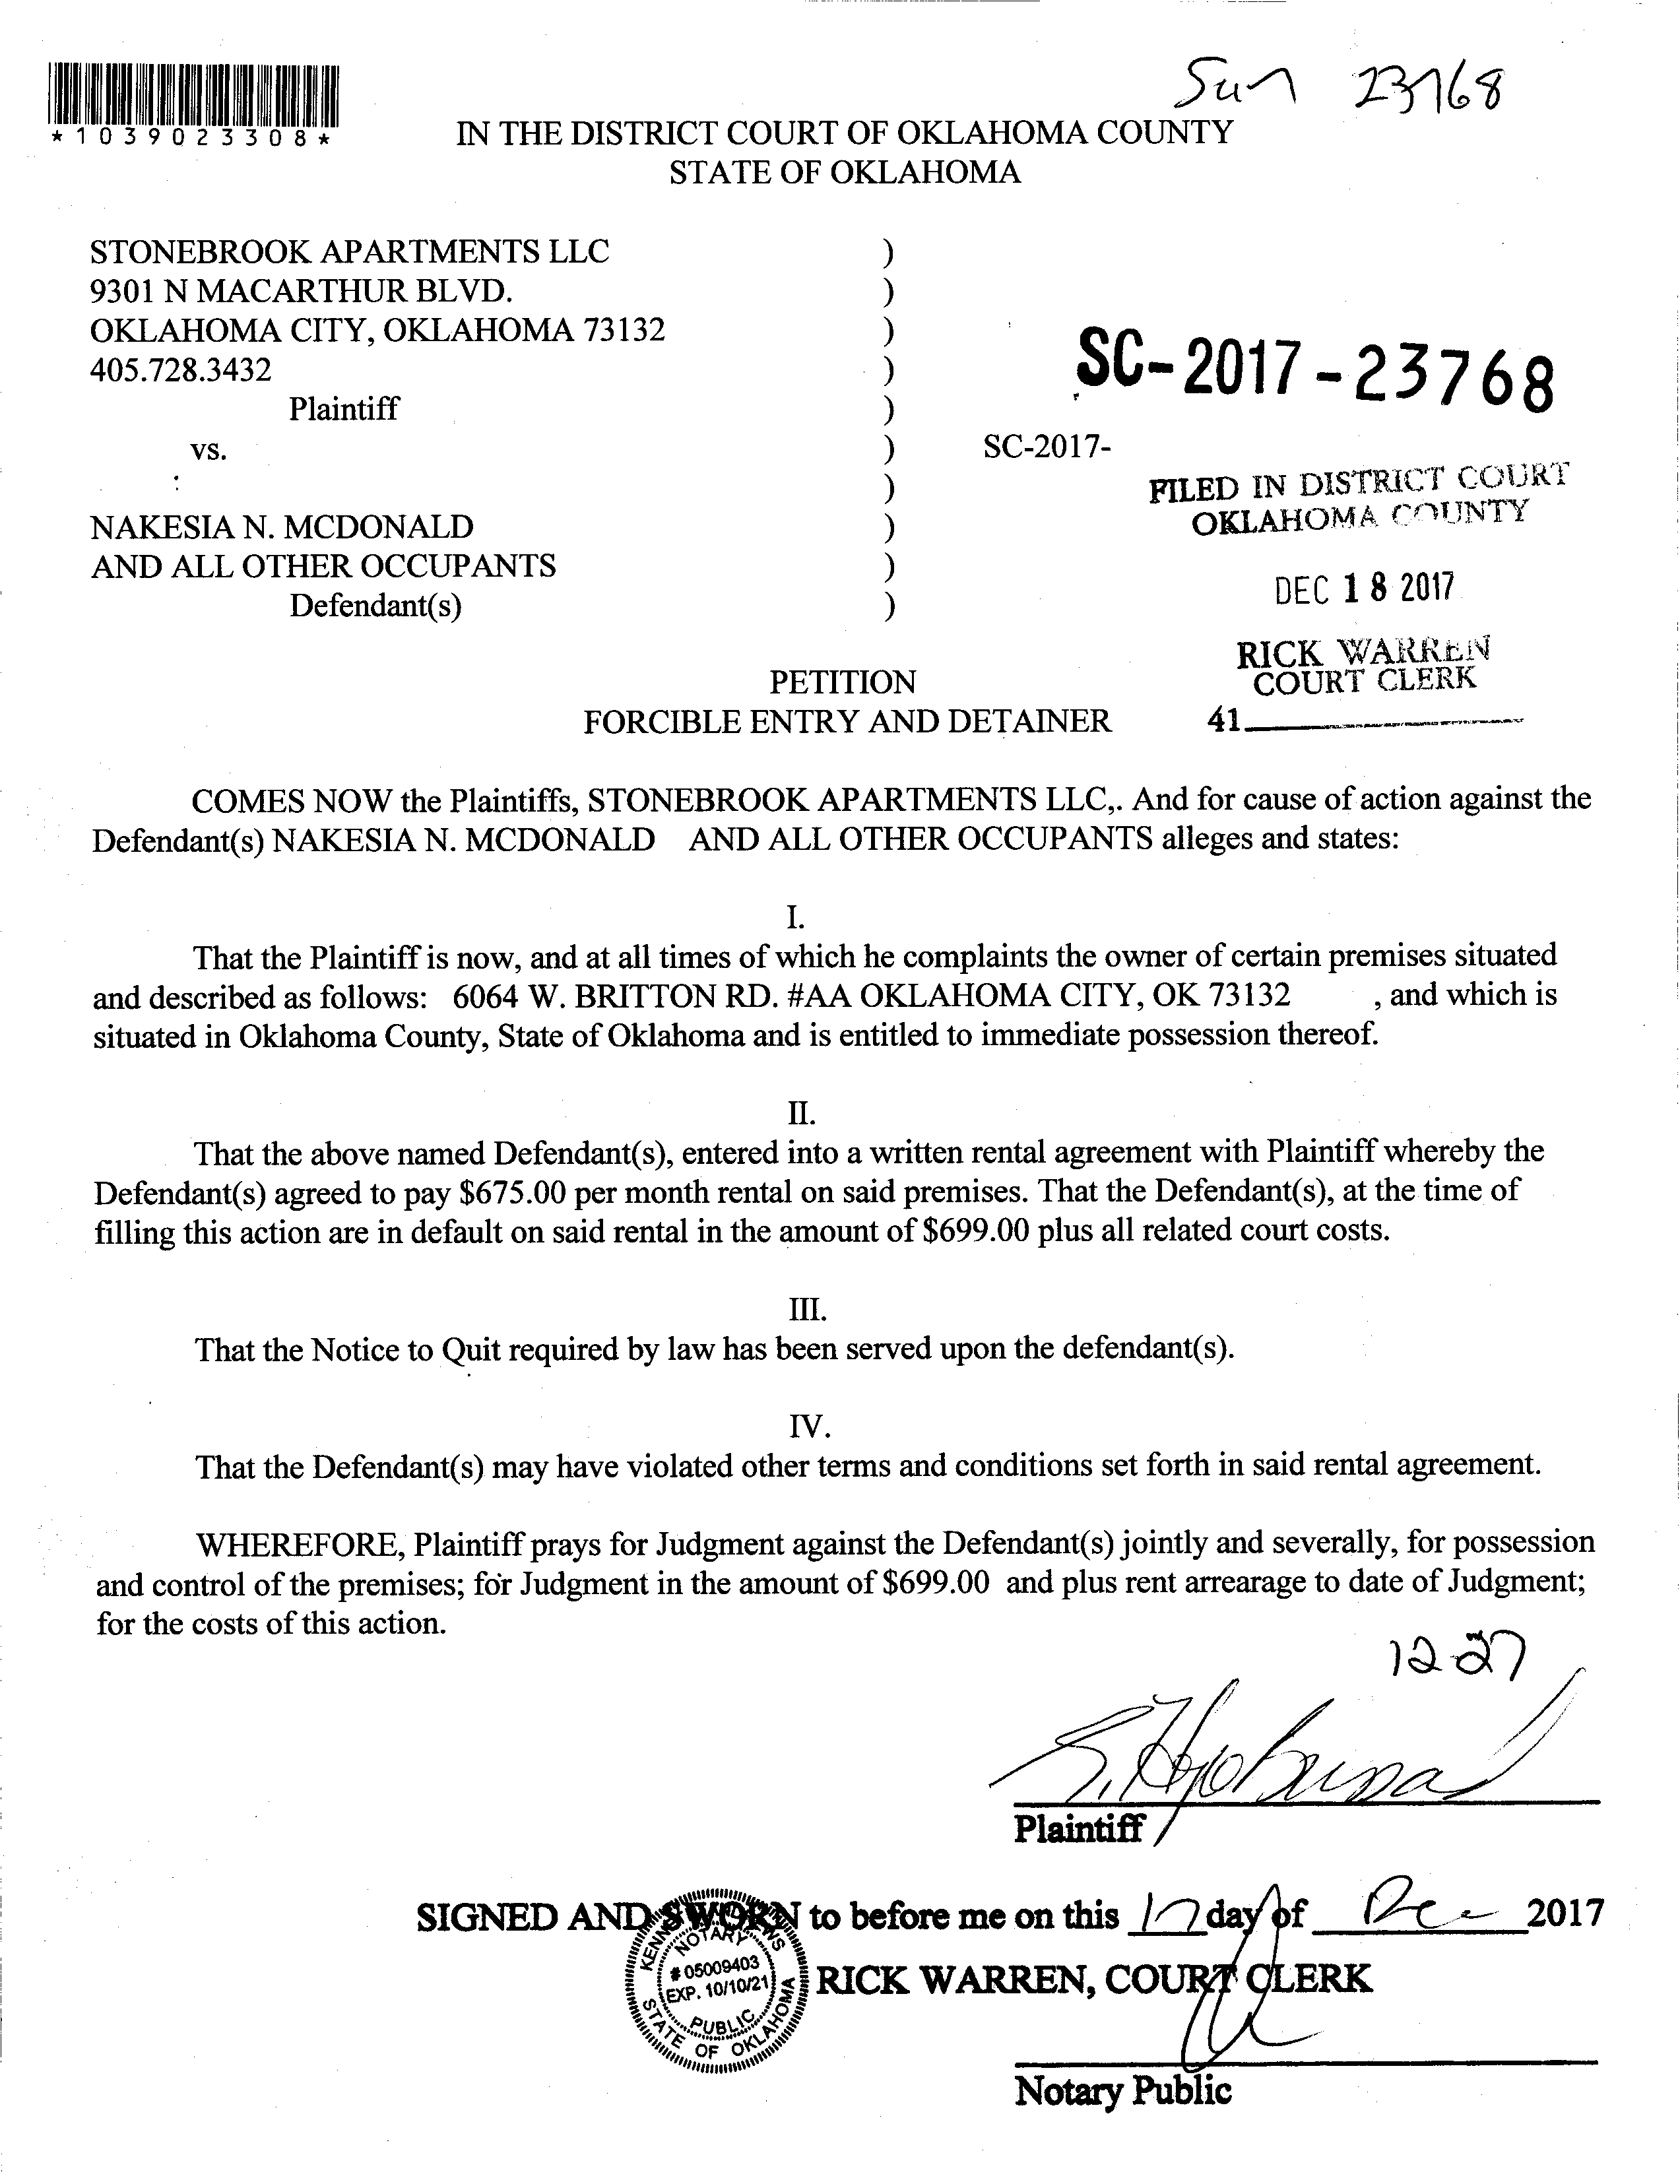 Sun 23768
*1039023308*
IN THE DISTRICT COURT OF OKLAHOMA COUNTY
STATE OF OKLAHOMA
STONEBROOK APARTMENTS LLC )
9301 N MACARTHUR BLVD. )
OKLAHOMA CITY, OKLAHOMA 73132 )
405.728.3432 )
Plaintiff )
vs. )
: )
NAKESIA N. MCDONALD )
AND ALL OTHER OCCUPANTS )
Defendant(s) )
SC-2017-23768
SC-2017-
FILED IN DISTRICT COURT
OKLAHOMA COUNTY
DEC 18 2017
RICK WARREN
COURT CLERK
41
PETITION
FORCIBLE ENTRY AND DETAINER
COMES NOW the Plaintiffs, STONEBROOK APARTMENTS LLC,. And for cause of action against the
Defendant(s) NAKESIA N. MCDONALD AND ALL OTHER OCCUPANTS alleges and states:
I.
That the Plaintiff is now, and at all times of which he complaints the owner of certain premises situated
and described as follows: 6064 W. BRITTON RD. #AA OKLAHOMA CITY, OK 73132 , and which is
situated in Oklahoma County, State of Oklahoma and is entitled to immediate possession thereof.
II.
That the above named Defendant(s), entered into a written rental agreement with Plaintiff whereby the
Defendant(s) agreed to pay $675.00 per month rental on said premises. That the Defendant(s), at the time of
filling this action are in default on said rental in the amount of $699.00 plus all related court costs.
III.
That the Notice to Quit required by law has been served upon the defendant(s).
IV.
That the Defendant(s) may have violated other terms and conditions set forth in said rental agreement.
WHEREFORE, Plaintiff prays for Judgment against the Defendant(s) jointly and severally, for possession
and control of the premises; for Judgment in the amount of $699.00 and plus rent arrearage to date of Judgment;
for the costs of this action.
12-27
Plaintiff
SIGNED AND SWORN to before me on this 17 day of Dec 2017
NOTARY
# 05009403
EXP. 10/10/21
PUBLIC
STATE OF OKLAHOMA
RICK WARREN, COURT CLERK
Notary Public